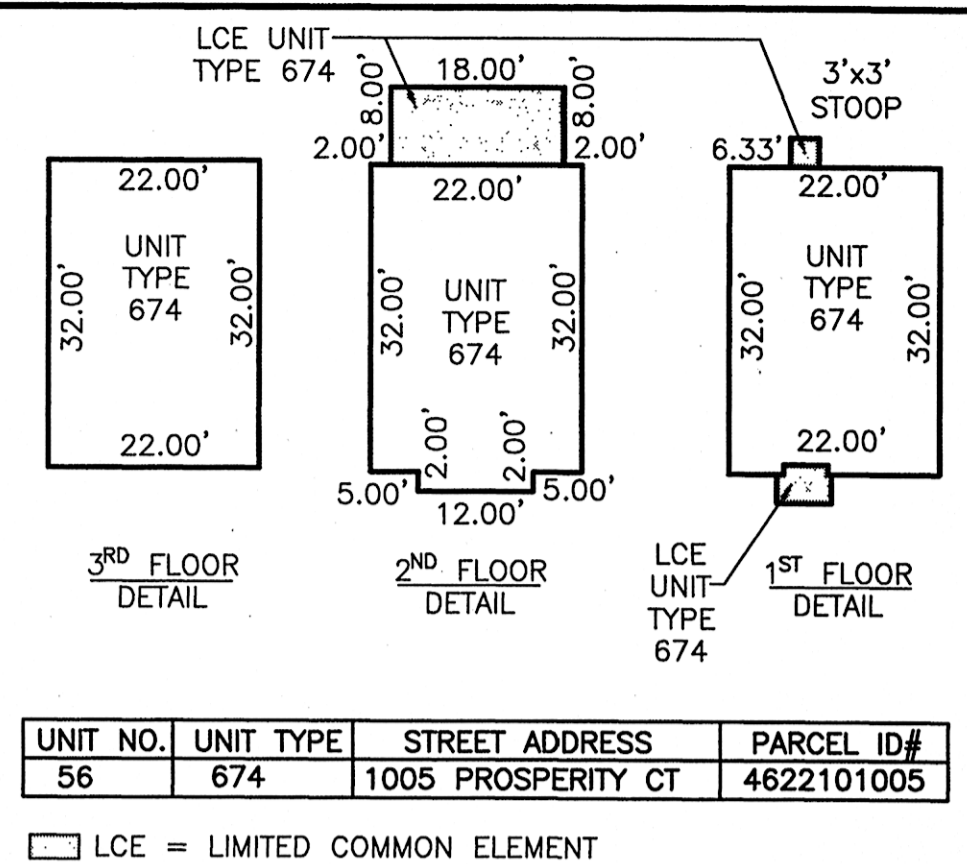 LCE UNIT
TYPE 674
18.00'
8.00'
8.00'
2.00'
2.00'
3'x3'
STOOP
6.33'
22.00'
32.00'
32.00'
UNIT
TYPE
674
22.00'
3RD FLOOR
DETAIL
22.00'
32.00'
32.00'
UNIT
TYPE
674
2.00'
2.00'
5.00'
5.00'
12.00'
2ND FLOOR
DETAIL
22.00'
32.00'
32.00'
UNIT
TYPE
674
22.00'
LCE
UNIT
TYPE
674
1ST FLOOR
DETAIL
UNIT NO. UNIT TYPE STREET ADDRESS PARCEL ID#
56 674 1005 PROSPERITY CT 4622101005
LCE = LIMITED COMMON ELEMENT